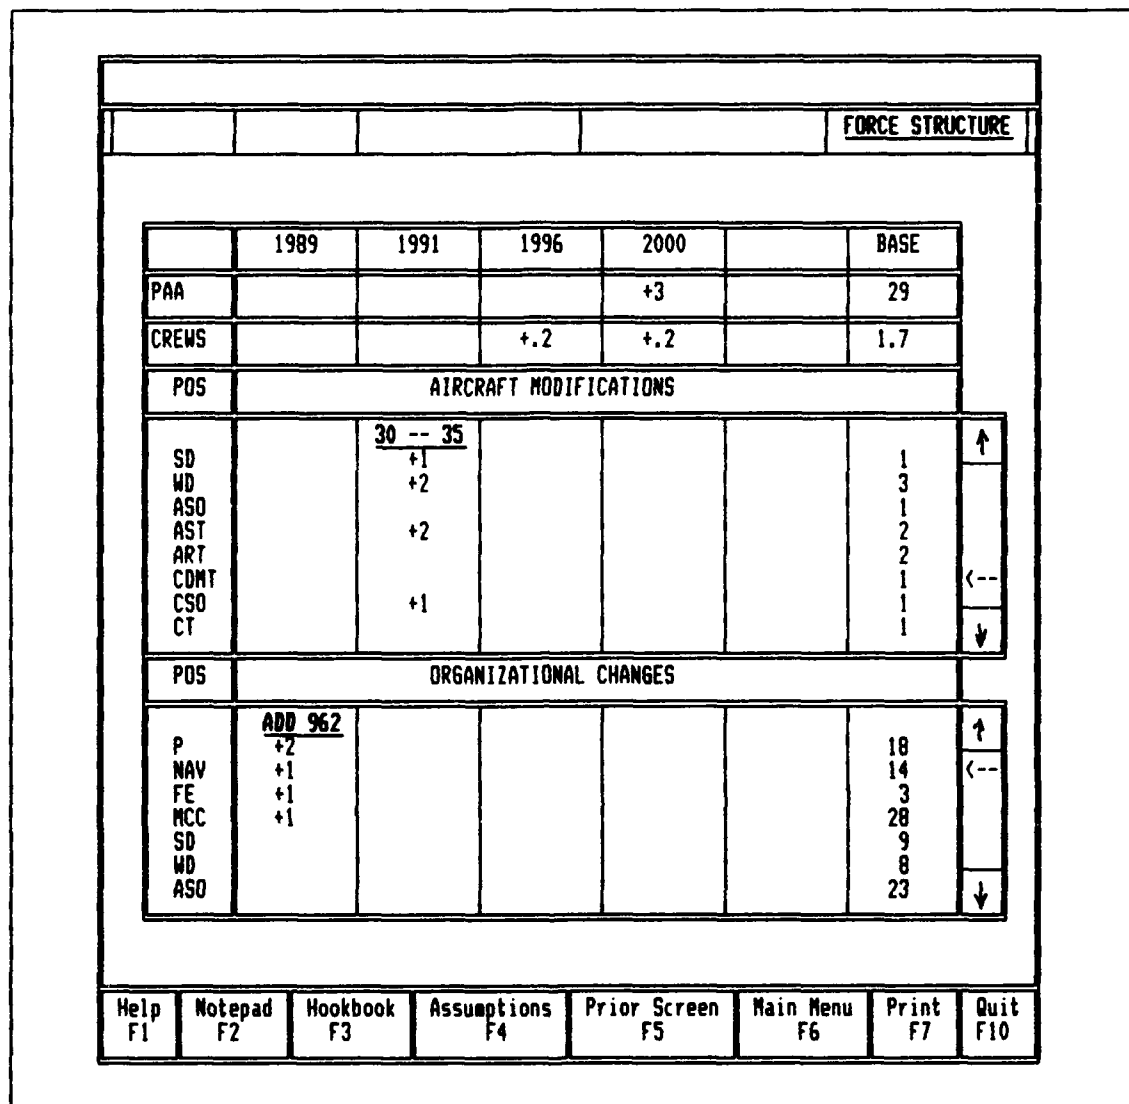 FORCE STRUCTURE
1989 1991 1996 2000 BASE
PAA +3 29
CREWS +.2 +.2 1.7
POS AIRCRAFT MODIFICATIONS
30 -- 35
SD +1 1
WD +2 3
ASO 1
AST +2 2
ART 2
CDMT 1 <--
CSO +1 1
CT 1
POS ORGANIZATIONAL CHANGES
ADD 962
P +2 18
NAV +1 14 <--
FE +1 3
MCC +1 28
SD 9
WD 8
ASO 23
Help Notepad Hookbook Assumptions Prior Screen Main Menu Print Quit
F1 F2 F3 F4 F5 F6 F7 F10